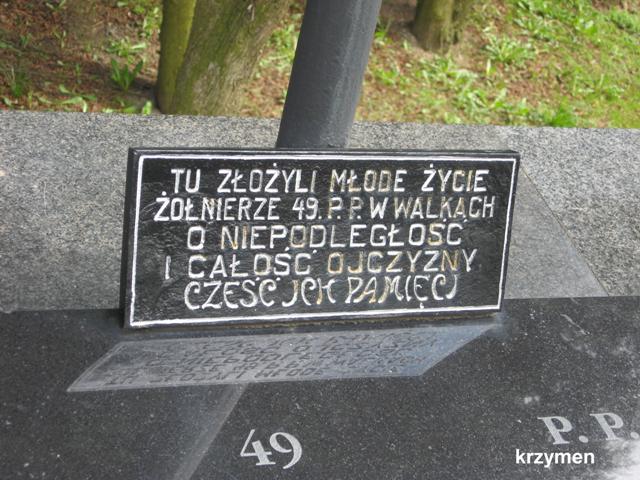 TU ZŁOŻYLI MŁODE ŻYCIE
ŻOŁNIERZE 49. P. P. W WALKACH
O NIEPODLEGŁOŚĆ
I CAŁOŚĆ OJCZYZNY
CZEŚĆ ICH PAMIĘCI
49
P. P.
krzymen